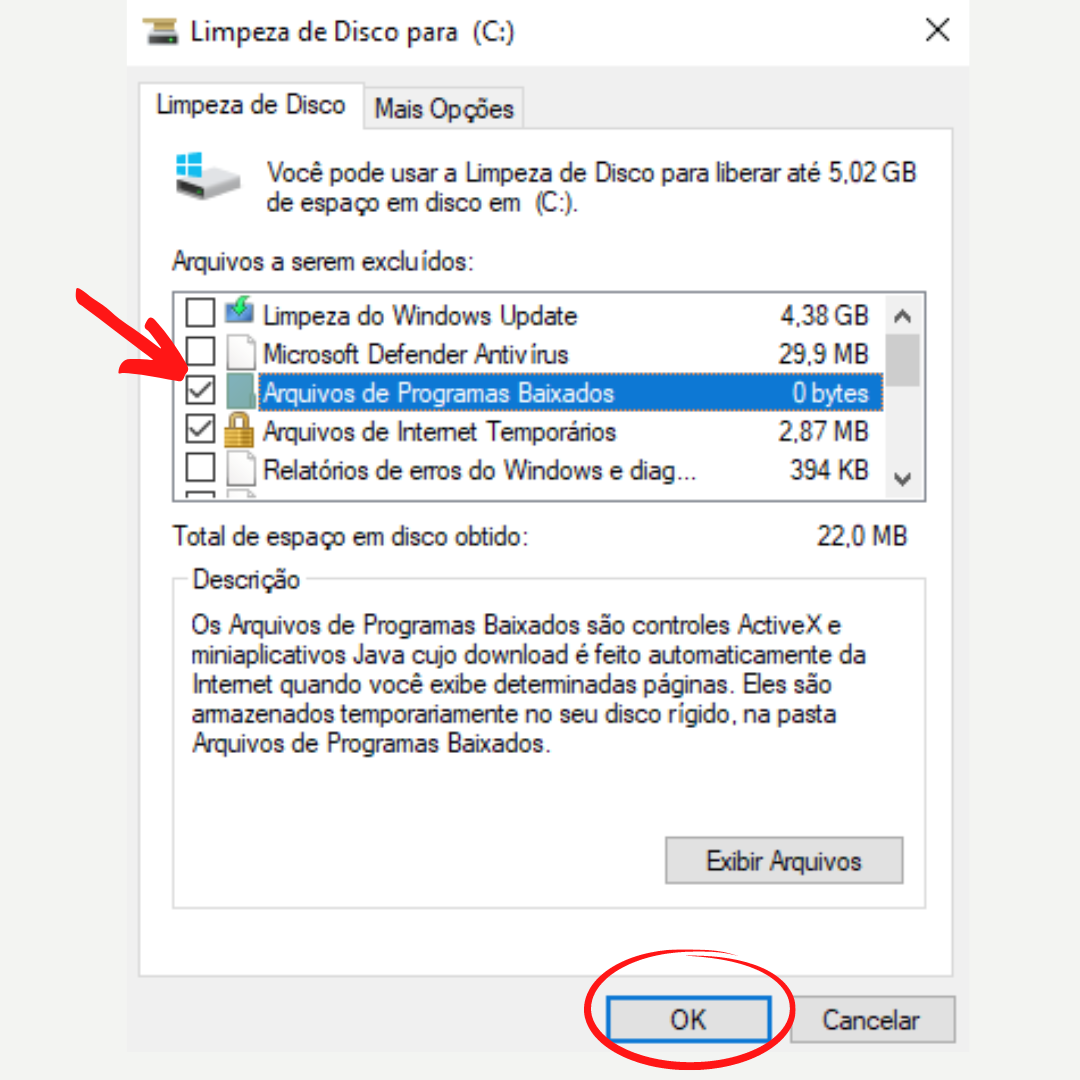 Limpeza de Disco para (C:)
Limpeza de Disco
Mais Opções
Você pode usar a Limpeza de Disco para liberar até 5,02 GB
de espaço em disco em (C:).
Arquivos a serem excluídos:
Limpeza do Windows Update 4,38 GB
Microsoft Defender Antivírus 29,9 MB
Arquivos de Programas Baixados 0 bytes
Arquivos de Internet Temporários 2,87 MB
Relatórios de erros do Windows e diag... 394 KB
Total de espaço em disco obtido: 22,0 MB
Descrição
Os Arquivos de Programas Baixados são controles ActiveX e
miniaplicativos Java cujo download é feito automaticamente da
Internet quando você exibe determinadas páginas. Eles são
armazenados temporariamente no seu disco rígido, na pasta
Arquivos de Programas Baixados.
Exibir Arquivos
OK
Cancelar